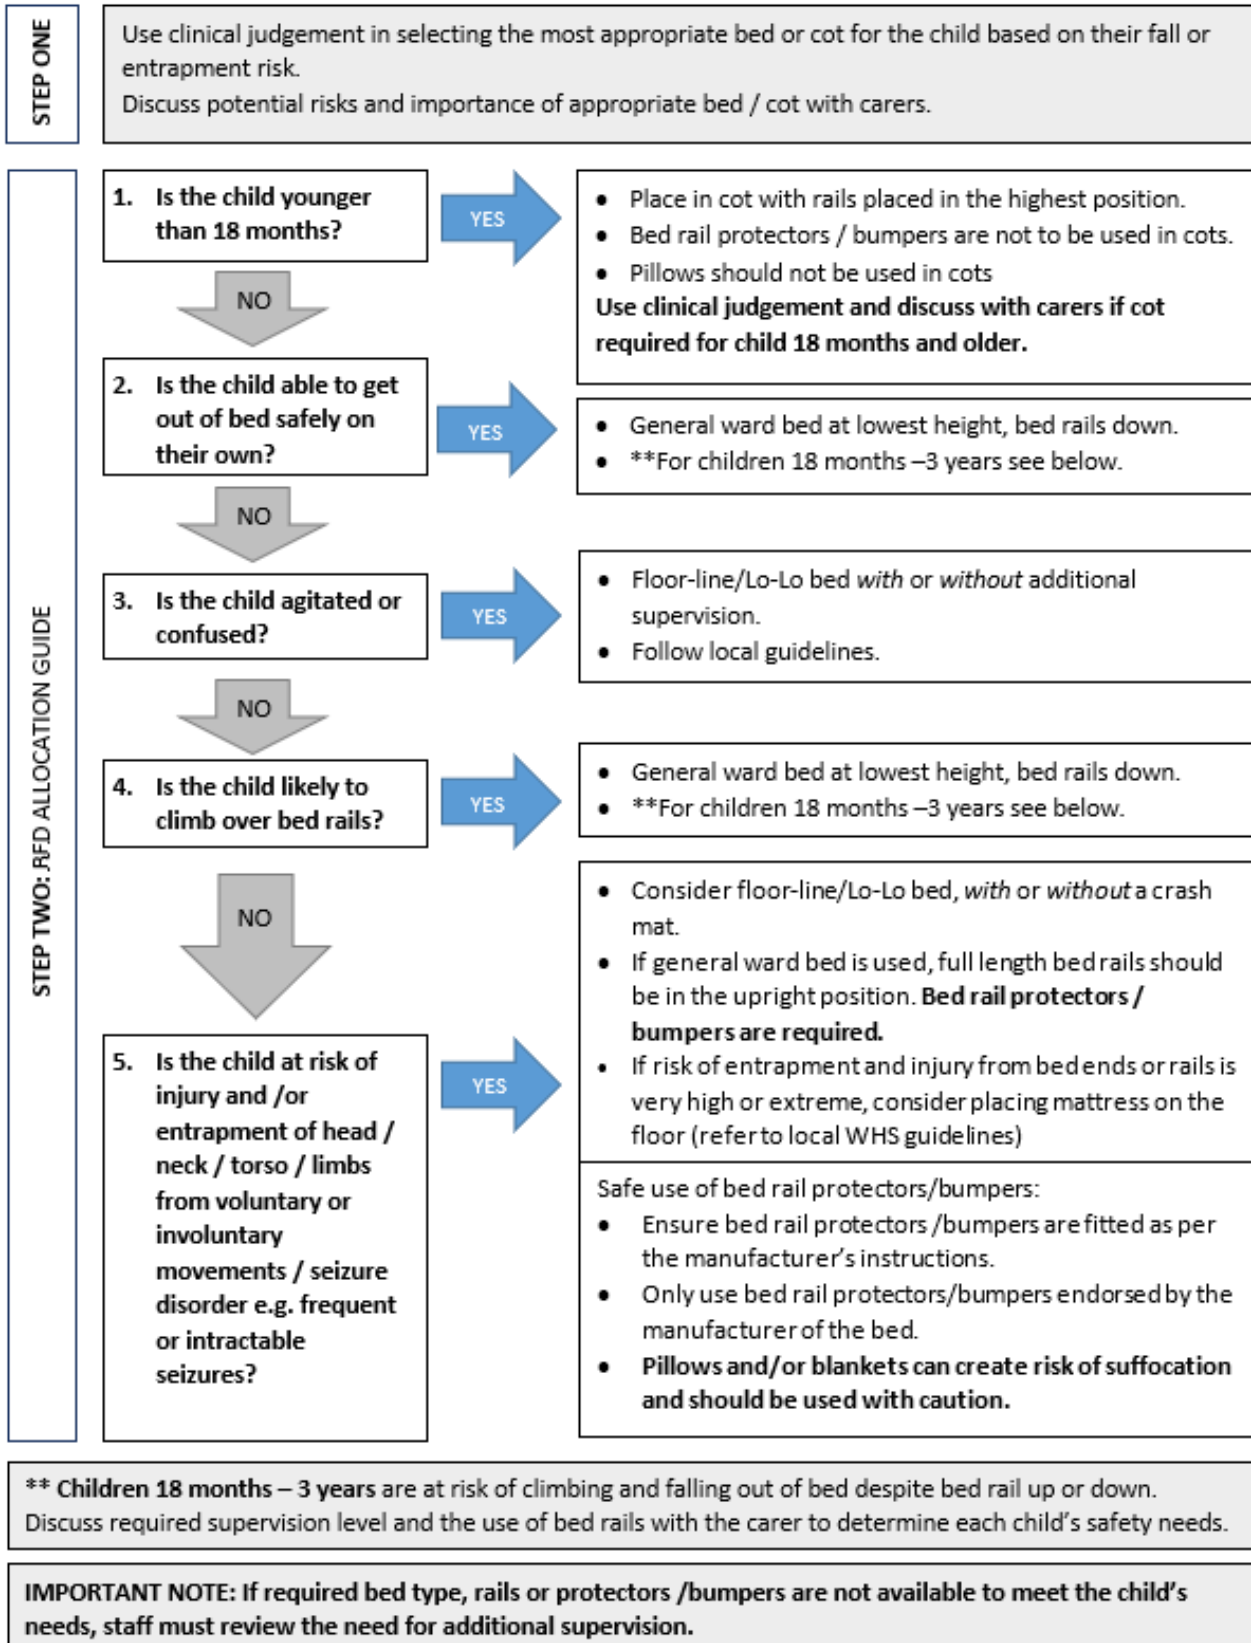 STEP ONE
Use clinical judgement in selecting the most appropriate bed or cot for the child based on their fall or
entrapment risk.
Discuss potential risks and importance of appropriate bed / cot with carers.
STEP TWO: RFD ALLOCATION GUIDE
1. Is the child younger
than 18 months?
YES
• Place in cot with rails placed in the highest position.
• Bed rail protectors / bumpers are not to be used in cots.
• Pillows should not be used in cots
Use clinical judgement and discuss with carers if cot
required for child 18 months and older.
NO
2. Is the child able to get
out of bed safely on
their own?
YES
• General ward bed at lowest height, bed rails down.
• **For children 18 months –3 years see below.
NO
3. Is the child agitated or
confused?
YES
• Floor-line/Lo-Lo bed with or without additional
supervision.
• Follow local guidelines.
NO
4. Is the child likely to
climb over bed rails?
YES
• General ward bed at lowest height, bed rails down.
• **For children 18 months –3 years see below.
NO
5. Is the child at risk of
injury and /or
entrapment of head /
neck / torso / limbs
from voluntary or
involuntary
movements / seizure
disorder e.g. frequent
or intractable
seizures?
YES
• Consider floor-line/Lo-Lo bed, with or without a crash
mat.
• If general ward bed is used, full length bed rails should
be in the upright position. Bed rail protectors /
bumpers are required.
• If risk of entrapment and injury from bed ends or rails is
very high or extreme, consider placing mattress on the
floor (refer to local WHS guidelines)
Safe use of bed rail protectors/bumpers:
• Ensure bed rail protectors /bumpers are fitted as per
the manufacturer's instructions.
• Only use bed rail protectors/bumpers endorsed by the
manufacturer of the bed.
• Pillows and/or blankets can create risk of suffocation
and should be used with caution.
** Children 18 months – 3 years are at risk of climbing and falling out of bed despite bed rail up or down.
Discuss required supervision level and the use of bed rails with the carer to determine each child's safety needs.
IMPORTANT NOTE: If required bed type, rails or protectors /bumpers are not available to meet the child's
needs, staff must review the need for additional supervision.